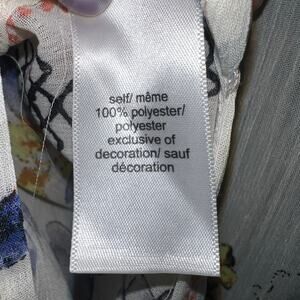 self/ même
100% polyester/
polyester
exclusive of
decoration/ sauf
décoration